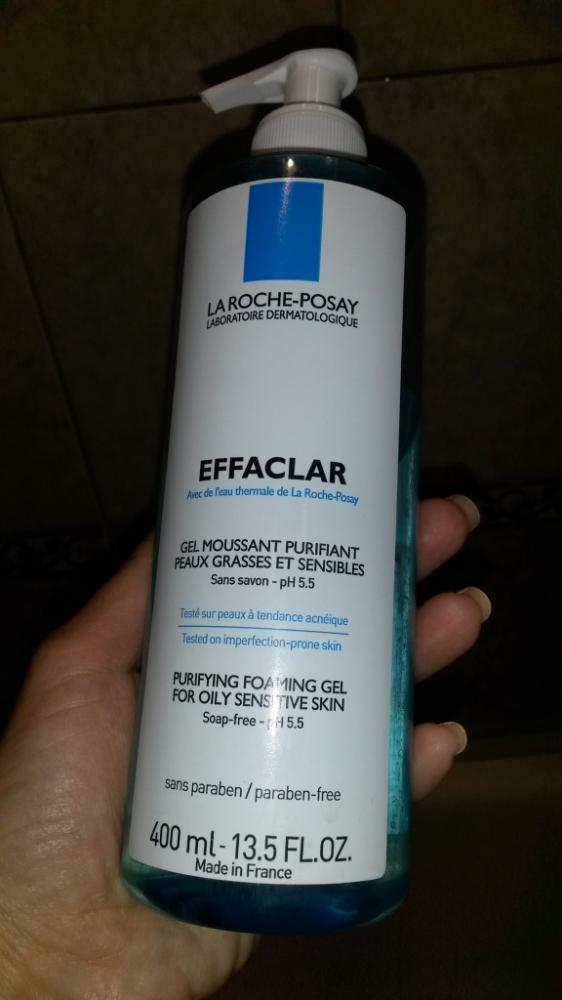 LA ROCHE-POSAY
LABORATOIRE DERMATOLOGIQUE
EFFACLAR
Avec de l'eau thermale de La Roche-Posay
GEL MOUSSANT PURIFIANT
PEAUX GRASSES ET SENSIBLES
Sans savon - pH 5.5
Testé sur peaux à tendance acnéique
Tested on imperfection-prone skin
PURIFYING FOAMING GEL
FOR OILY SENSITIVE SKIN
Soap-free - pH 5.5
sans paraben / paraben-free
400 ml - 13.5 FL.OZ.
Made in France